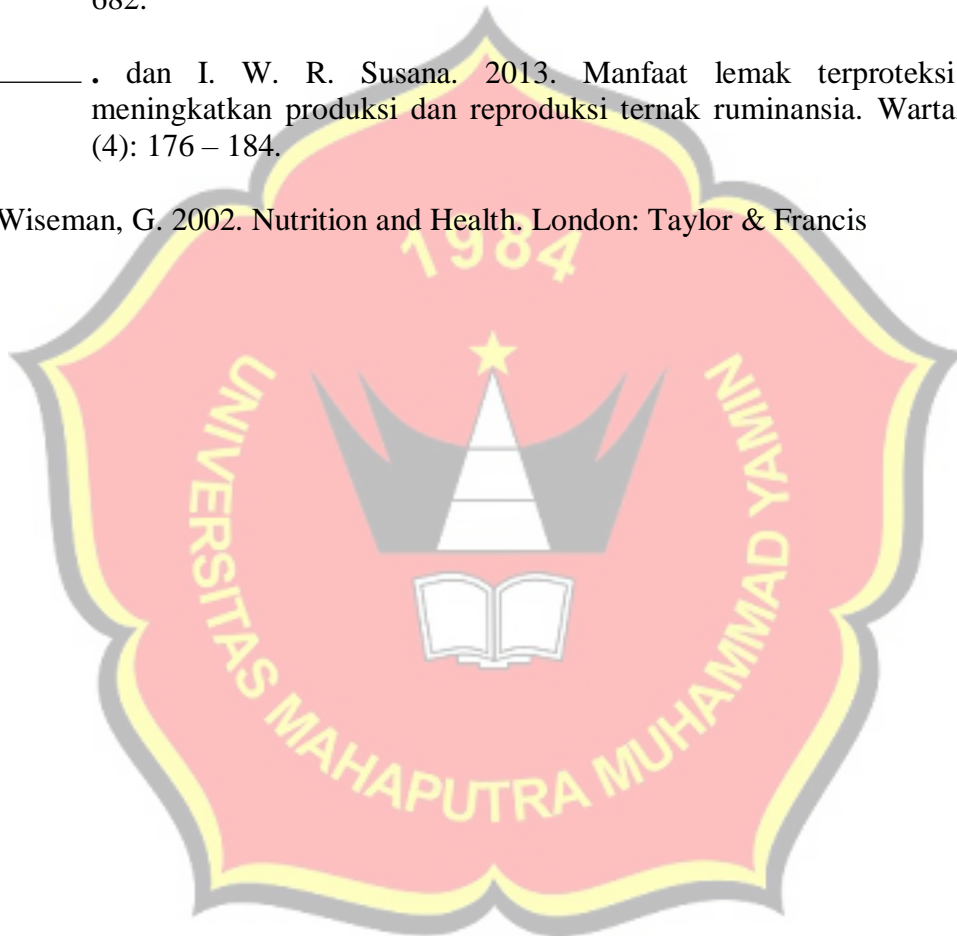 682.
. dan I. W. R. Susana. 2013. Manfaat lemak terproteksi
meningkatkan produksi dan reproduksi ternak ruminansia. Warta
(4): 176 – 184.
Wiseman, G. 2002. Nutrition and Health. London: Taylor & Francis
1984
UNIVERSITAS MAHAPUTRA MUHAMMAD YAMIN